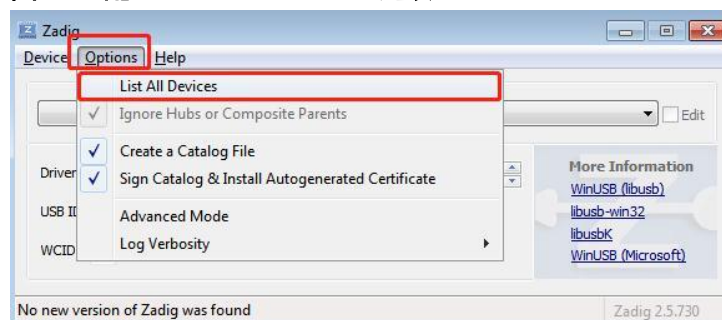 Zadig
Device Options Help
List All Devices
Ignore Hubs or Composite Parents
Edit
Create a Catalog File
Sign Catalog & Install Autogenerated Certificate
Advanced Mode
Log Verbosity
Driver
USB ID
WCID
More Information
WinUSB (libusb)
libusb-win32
libusbK
WinUSB (Microsoft)
No new version of Zadig was found
Zadig 2.5.730